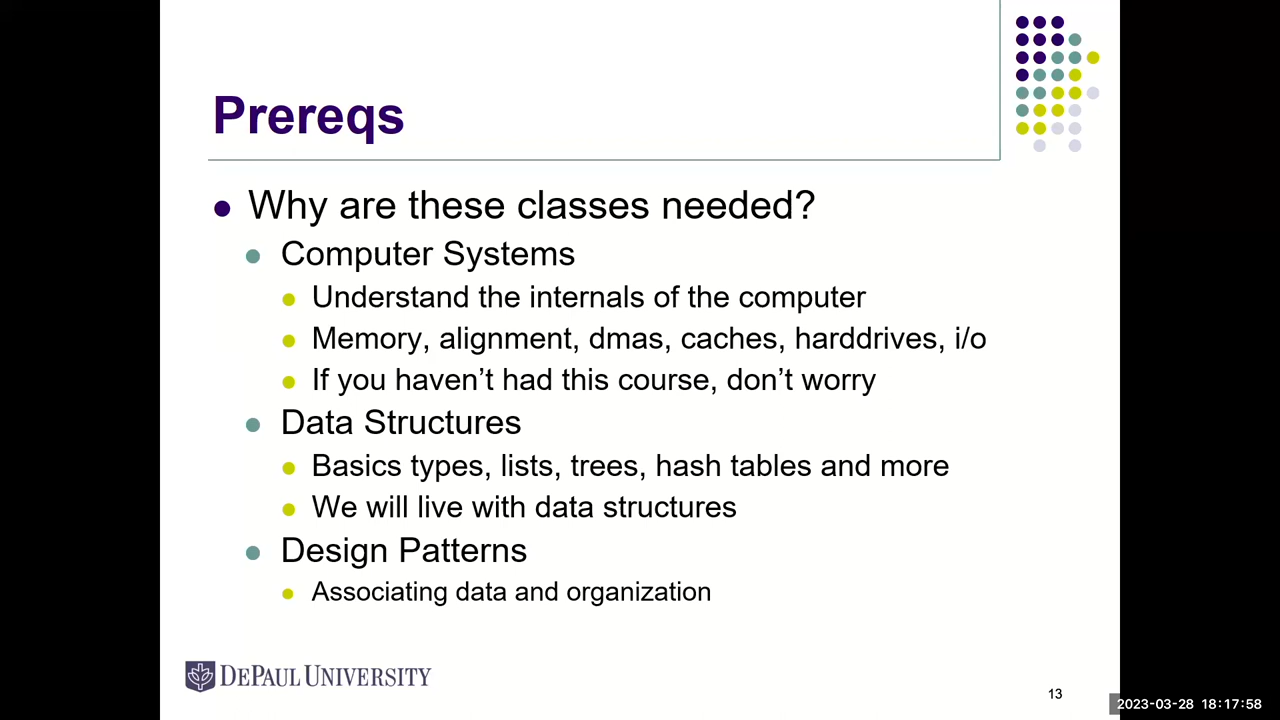 Prereqs
Why are these classes needed?
Computer Systems
Understand the internals of the computer
Memory, alignment, dmas, caches, harddrives, i/o
If you haven’t had this course, don’t worry
Data Structures
Basics types, lists, trees, hash tables and more
We will live with data structures
Design Patterns
Associating data and organization
DEPAUL UNIVERSITY
13
2023-03-28 18:17:58